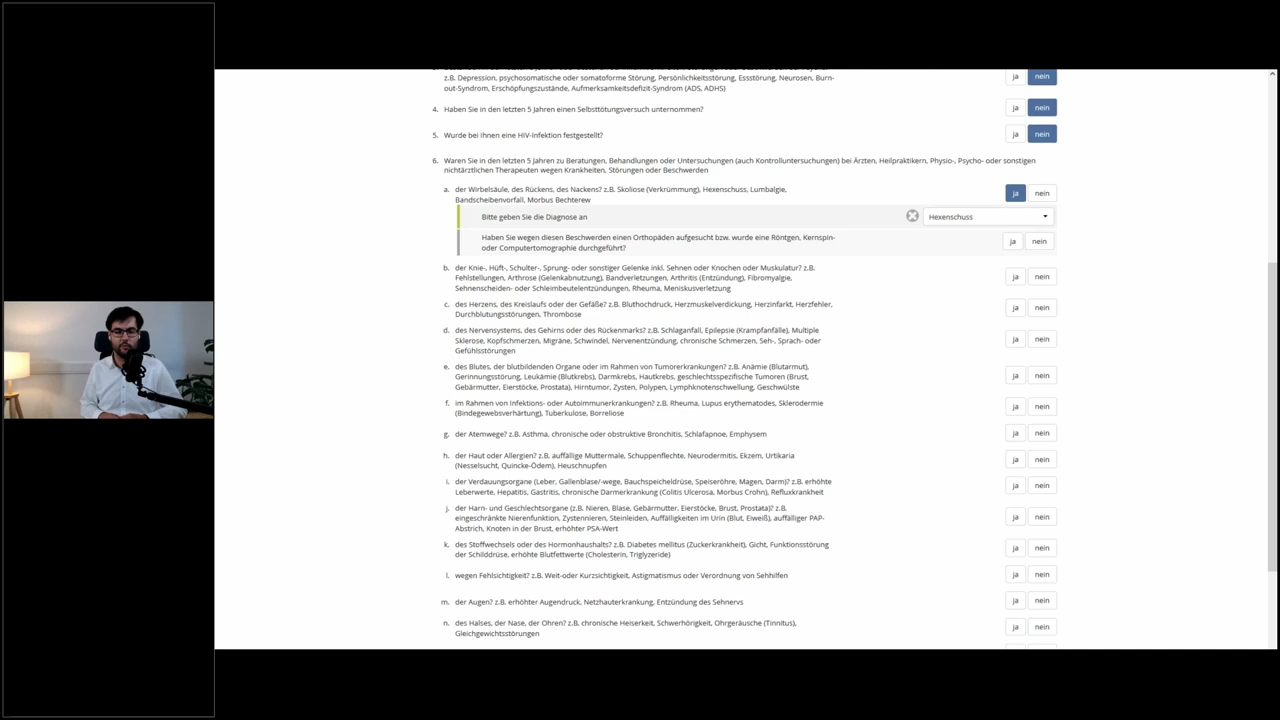 z.B. Depression, psychosomatische oder somatoforme Störung, Persönlichkeitsstörung, Essstörung, Neurosen, Burn-
out-Syndrom, Erschöpfungszustände, Aufmerksamkeitsdefizit-Syndrom (ADS, ADHS)
ja nein
4. Haben Sie in den letzten 5 Jahren einen Selbsttötungsversuch unternommen?
ja nein
5. Wurde bei ihnen eine HIV-Infektion festgestellt?
ja nein
6. Waren Sie in den letzten 5 Jahren zu Beratungen, Behandlungen oder Untersuchungen (auch Kontrolluntersuchungen) bei Ärzten, Heilpraktikern, Physio-, Psycho- oder sonstigen
nichtärztlichen Therapeuten wegen Krankheiten, Störungen oder Beschwerden
a. der Wirbelsäule, des Rückens, des Nackens? z.B. Skoliose (Verkrümmung), Hexenschuss, Lumbalgie,
Bandscheibenvorfall, Morbus Bechterew
ja nein
Bitte geben Sie die Diagnose an
Hexenschuss
Haben Sie wegen diesen Beschwerden einen Orthopäden aufgesucht bzw. wurde eine Röntgen, Kernspin-
oder Computertomographie durchgeführt?
ja nein
b. der Knie-, Hüft-, Schulter-, Sprung- oder sonstiger Gelenke inkl. Sehnen oder Knochen oder Muskulatur? z.B.
Fehlstellungen, Arthrose (Gelenkabnutzung), Bandverletzungen, Arthritis (Entzündung), Fibromyalgie,
Sehnenscheiden- oder Schleimbeutelentzündungen, Rheuma, Meniskusverletzung
ja nein
c. des Herzens, des Kreislaufs oder der Gefäße? z.B. Bluthochdruck, Herzmuskelverdickung, Herzinfarkt, Herzfehler,
Durchblutungsstörungen, Thrombose
ja nein
d. des Nervensystems, des Gehirns oder des Rückenmarks? z.B. Schlaganfall, Epilepsie (Krampfanfälle), Multiple
Sklerose, Kopfschmerzen, Migräne, Schwindel, Nervenentzündung, chronische Schmerzen, Seh-, Sprach- oder
Gefühlsstörungen
ja nein
e. des Blutes, der blutbildenden Organe oder im Rahmen von Tumorerkrankungen? z.B. Anämie (Blutarmut),
Gerinnungsstörung, Leukämie (Blutkrebs), Darmkrebs, Hautkrebs, geschlechtsspezifische Tumoren (Brust,
Gebärmutter, Eierstöcke, Prostata), Hirntumor, Zysten, Polypen, Lymphknotenschwellung, Geschwülste
ja nein
f. im Rahmen von Infektions- oder Autoimmunerkrankungen? z.B. Rheuma, Lupus erythematodes, Sklerodermie
(Bindegewebsverhärtung), Tuberkulose, Borreliose
ja nein
g. der Atemwege? z.B. Asthma, chronische oder obstruktive Bronchitis, Schlafapnoe, Emphysem
ja nein
h. der Haut oder Allergien? z.B. auffällige Muttermale, Schuppenflechte, Neurodermitis, Ekzem, Urtikaria
(Nesselsucht, Quincke-Ödem), Heuschnupfen
ja nein
i. der Verdauungsorgane (Leber, Gallenblase/-wege, Bauchspeicheldrüse, Speiseröhre, Magen, Darm)? z.B. erhöhte
Leberwerte, Hepatitis, Gastritis, chronische Darmerkrankung (Colitis Ulcerosa, Morbus Crohn), Refluxkrankheit
ja nein
j. der Harn- und Geschlechtsorgane (z.B. Nieren, Blase, Gebärmutter, Eierstöcke, Brust, Prostata)? z.B.
eingeschränkte Nierenfunktion, Zystennieren, Steinleiden, Auffälligkeiten im Urin (Blut, Eiweiß), auffälliger PAP-
Abstrich, Knoten in der Brust, erhöhter PSA-Wert
ja nein
k. des Stoffwechsels oder des Hormonhaushalts? z.B. Diabetes mellitus (Zuckerkrankheit), Gicht, Funktionsstörung
der Schilddrüse, erhöhte Blutfettwerte (Cholesterin, Triglyzeride)
ja nein
l. wegen Fehlsichtigkeit? z.B. Weit-oder Kurzsichtigkeit, Astigmatismus oder Verordnung von Sehhilfen
ja nein
m. der Augen? z.B. erhöhter Augendruck, Netzhauterkrankung, Entzündung des Sehnervs
ja nein
n. des Halses, der Nase, der Ohren? z.B. chronische Heiserkeit, Schwerhörigkeit, Ohrgeräusche (Tinnitus),
Gleichgewichtsstörungen
ja nein